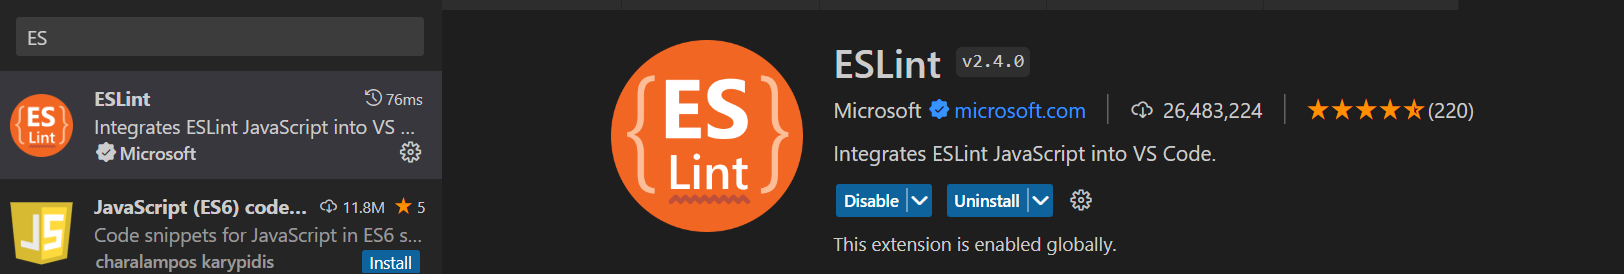 ES
ES
Lint
ESLint
76ms
Integrates ESLint JavaScript into VS ...
Microsoft
JS
JavaScript (ES6) code...
11.8M
5
Code snippets for JavaScript in ES6 s...
charalampos karypidis
Install
{ES}
Lint
ESLint
v2.4.0
Microsoft microsoft.com
26,483,224
(220)
Integrates ESLint JavaScript into VS Code.
Disable
Uninstall
This extension is enabled globally.